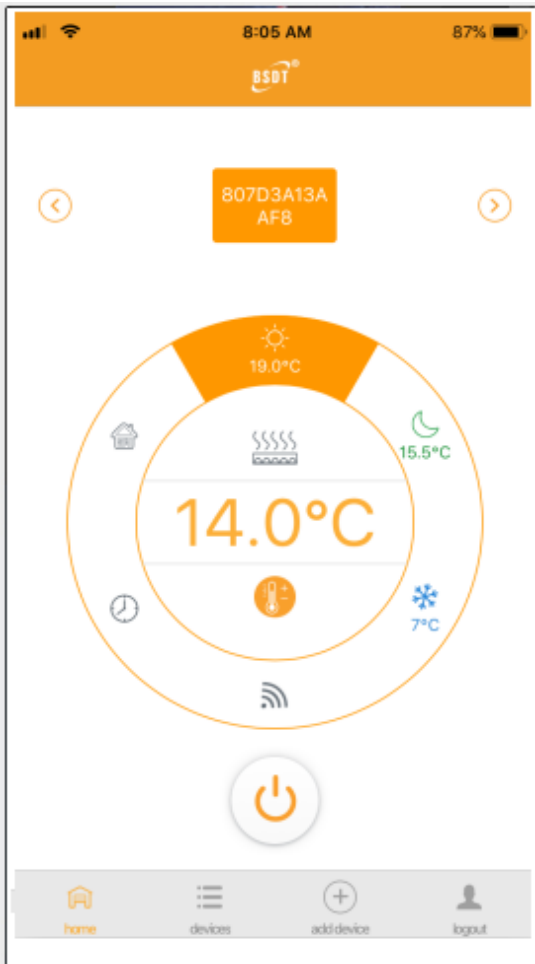 8:05 AM
87%
BSDT®
807D3A13A
AF8
19.0°C
15.5°C
14.0°C
7°C
home
devices
add device
logout